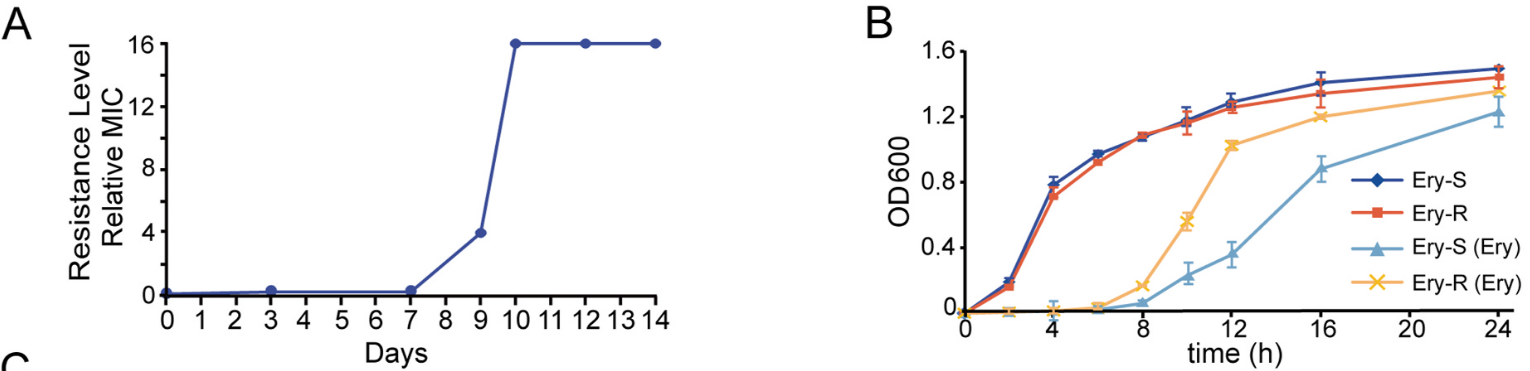 A
Resistance Level
Relative MIC
16
12
8
4
0
0 1 2 3 4 5 6 7 8 9 10 11 12 13 14
Days
B
OD600
1.6
1.2
0.8
0.4
0
0 4 8 12 16 20 24
time (h)
Ery-S
Ery-R
Ery-S (Ery)
Ery-R (Ery)